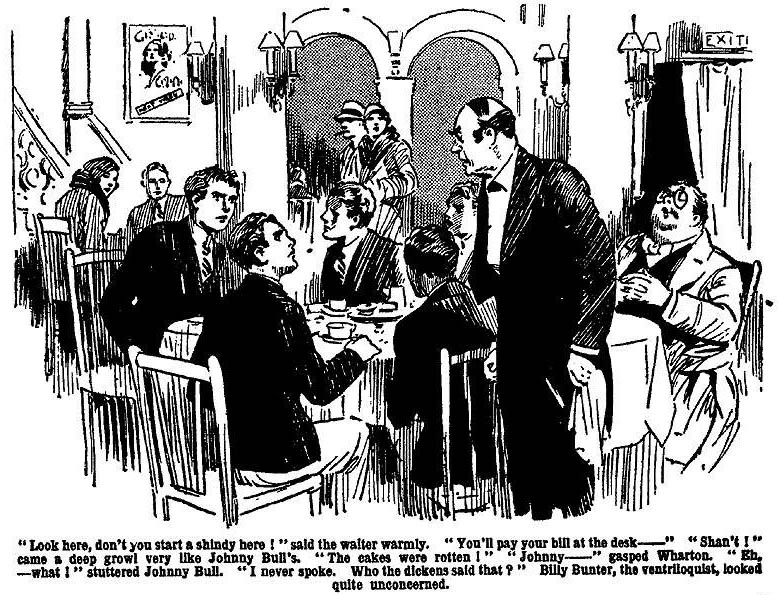 EXIT
"Look here, don't you start a shindy here!" said the waiter warmly. "You'll pay your bill at the desk——" "Shan't!"
came a deep growl very like Johnny Bull's. "The cakes were rotten!" "Johnny——" gasped Wharton. "Eh,
—what!" stuttered Johnny Bull. "I never spoke. Who the dickens said that?" Billy Bunter, the ventriloquist, looked
quite unconcerned.